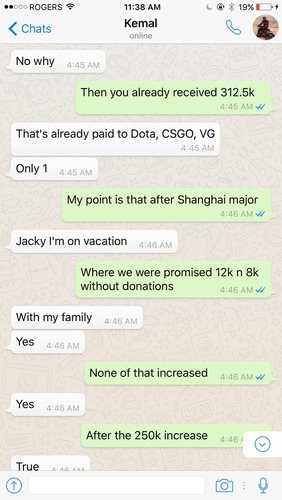 ROGERS 11:38 AM 19%
Chats Kemal
online
No why 4:45 AM
Then you already received 312.5k
4:45 AM
That's already paid to Dota, CSGO, VG
4:45 AM
Only 1 4:45 AM
My point is that after Shanghai major
4:46 AM
Jacky I'm on vacation 4:46 AM
Where we were promised 12k n 8k
without donations 4:46 AM
With my family 4:46 AM
Yes 4:46 AM
None of that increased 4:46 AM
Yes 4:46 AM
After the 250k increase
4:46 AM
True 4:46 AM